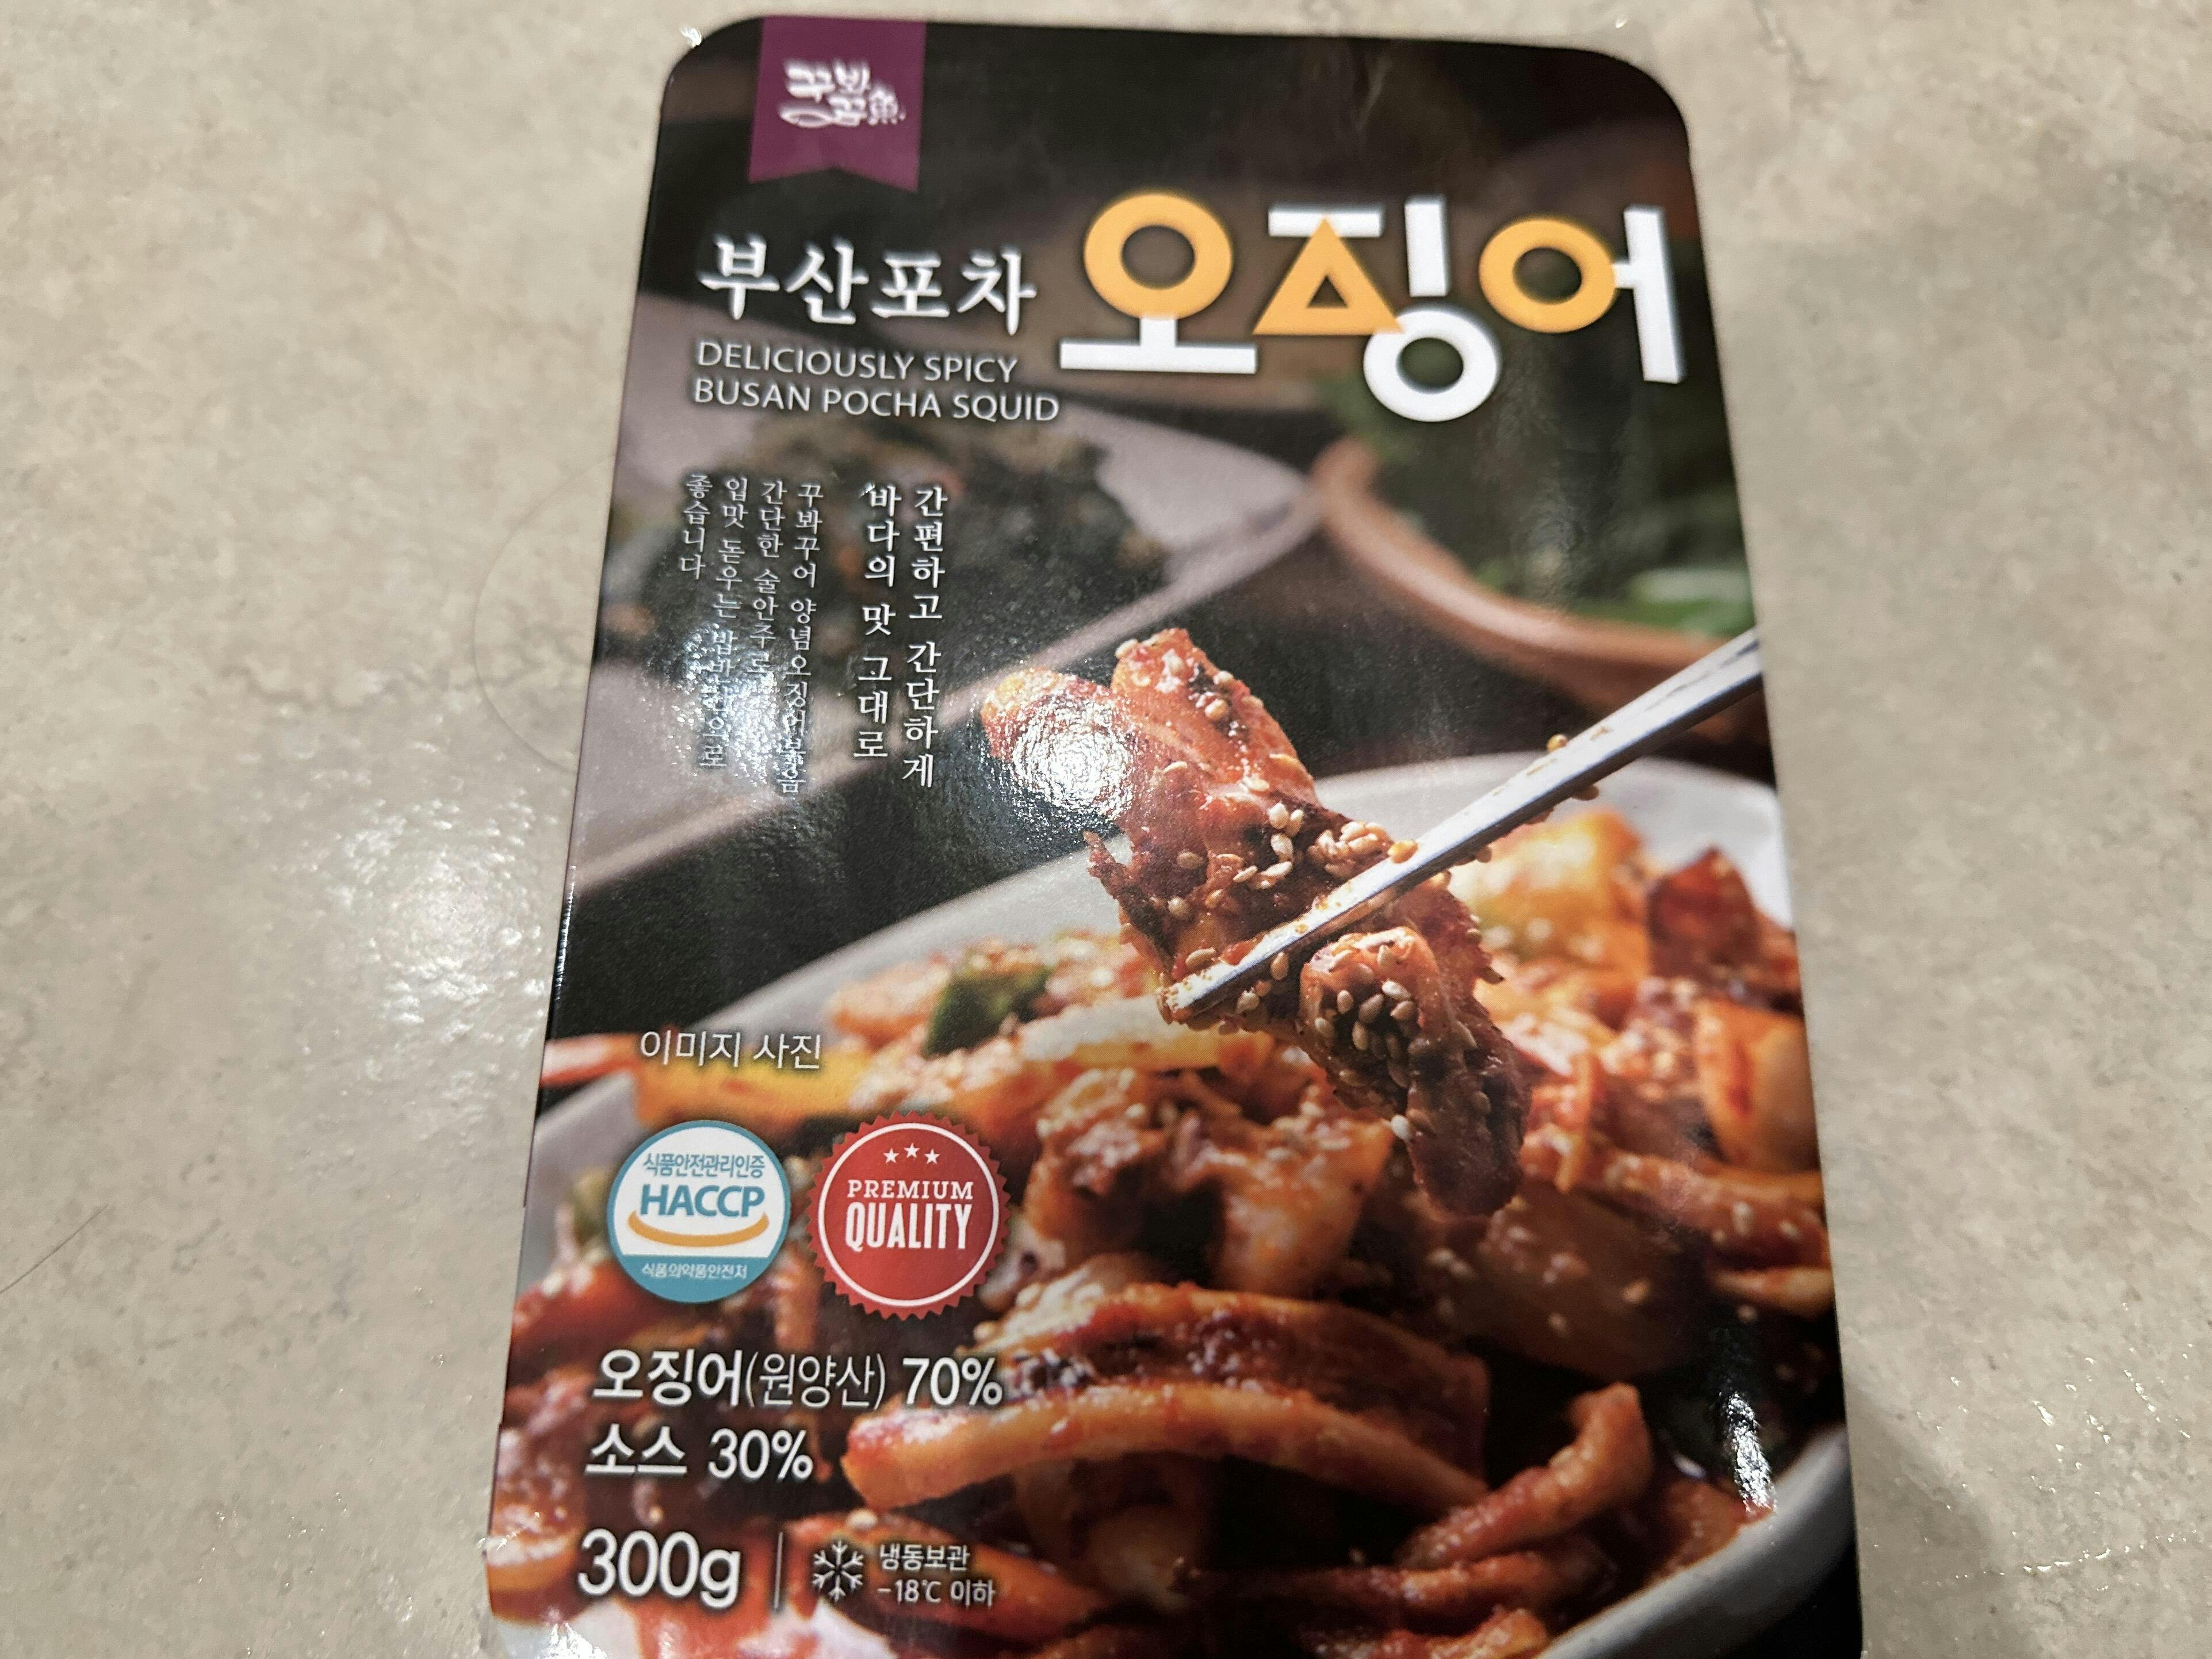 꾸봐
꿈魚
부산포차 오징어
DELICIOUSLY SPICY
BUSAN POCHA SQUID
간편하고 간단하게
바다의 맛 그대로
꾸봐꾸어 양념오징어볶음
간단한 술안주로
입맛 돋우는 밥반찬으로
좋습니다
이미지 사진
식품안전관리인증
HACCP
식품의약품안전처
PREMIUM
QUALITY
오징어(원양산) 70%
소스 30%
300g
냉동보관
-18℃ 이하